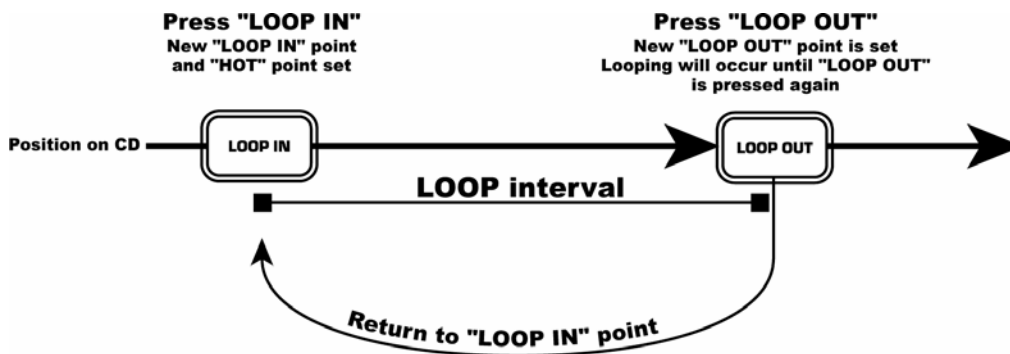 Press "LOOP IN"
New "LOOP IN" point
and "HOT" point set
Press "LOOP OUT"
New "LOOP OUT" point is set
Looping will occur until "LOOP OUT"
is pressed again
Position on CD
LOOP IN
LOOP OUT
LOOP interval
Return to "LOOP IN" point